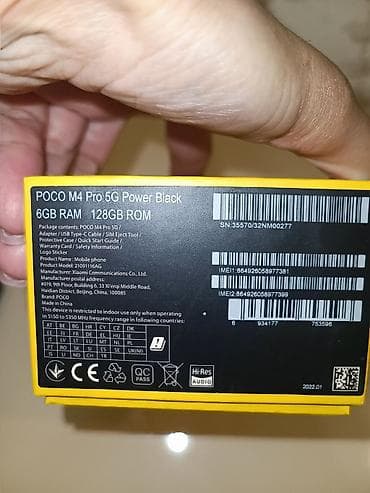 POCO M4 Pro 5G Power Black
6GB RAM 128GB ROM
Package contents: POCO M4 Pro 5G /
Adapter / USB Type-C Cable / SIM Eject Tool /
Protective Case / Quick Start Guide /
Warranty Card / Safety Information /
Logo Sticker
Product Name: Mobile phone
Product Model: 21091116AG
Manufacturer: Xiaomi Communications Co., Ltd.
Manufacturer's address:
#019, 9th Floor, Building 6, 33 Xi'erqi Middle Road,
Haidian District, Beijing, China, 100085
Brand: POCO
Made in China
This device is restricted to indoor use only when operating
in 5150 to 5350 MHz frequency range in following countries:
AT BE BG HR CY CZ DK
EE FI FR DE EL HU IE
IT LV LT LU MT NL PL
PT RO SK SI ES SE UK(NI)
IS LI NO CH TR
SN:35570/32NM00277
IMEI1:864926058977381
IMEI2:864926058977399
6 934177 753596
CE
QC
PASS
Hi-Res
AUDIO
2022.01